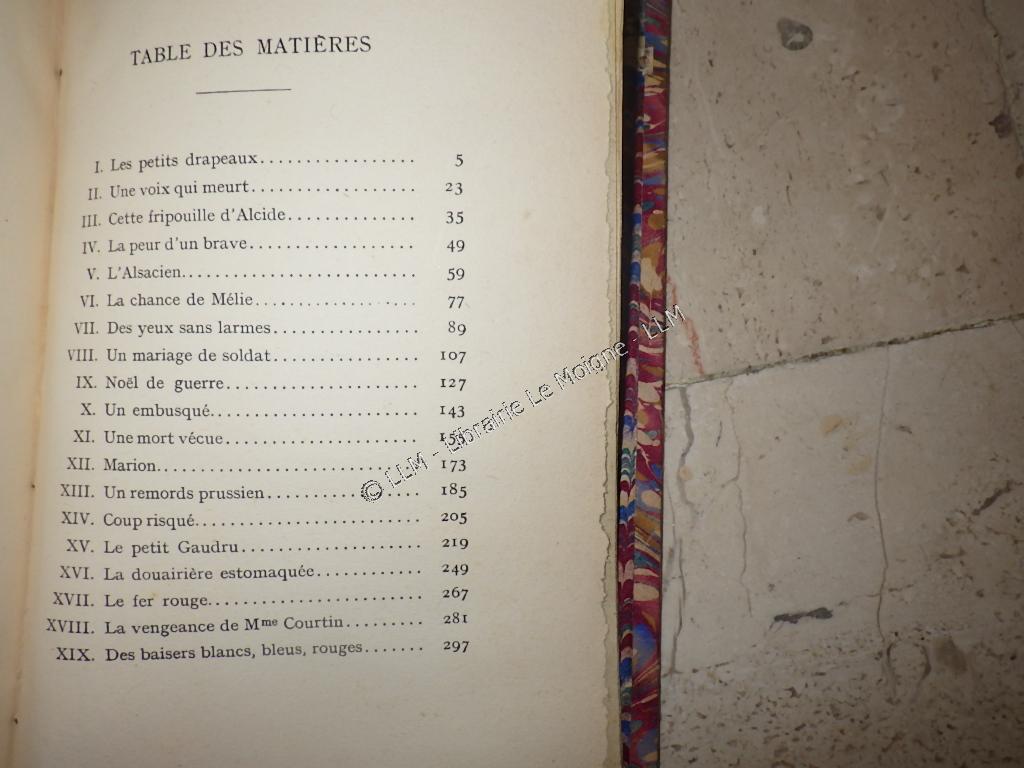 TABLE DES MATIÈRES
I. Les petits drapeaux................ 5
II. Une voix qui meurt................. 23
III. Cette fripouille d'Alcide............. 35
IV. La peur d'un brave................. 49
V. L'Alsacien........................ 59
VI. La chance de Mélie................. 77
VII. Des yeux sans larmes............... 89
VIII. Un mariage de soldat............... 107
IX. Noël de guerre.................... 127
X. Un embusqué..................... 143
XI. Une mort vécue.................... 153
XII. Marion.......................... 173
XIII. Un remords prussien................ 185
XIV. Coup risqué....................... 205
XV. Le petit Gaudru................... 219
XVI. La douairière estomaquée............ 249
XVII. Le fer rouge...................... 267
XVIII. La vengeance de Mme Courtin......... 281
XIX. Des baisers blancs, bleus, rouges....... 297
© LLM - Librairie Le Moigne - LLM